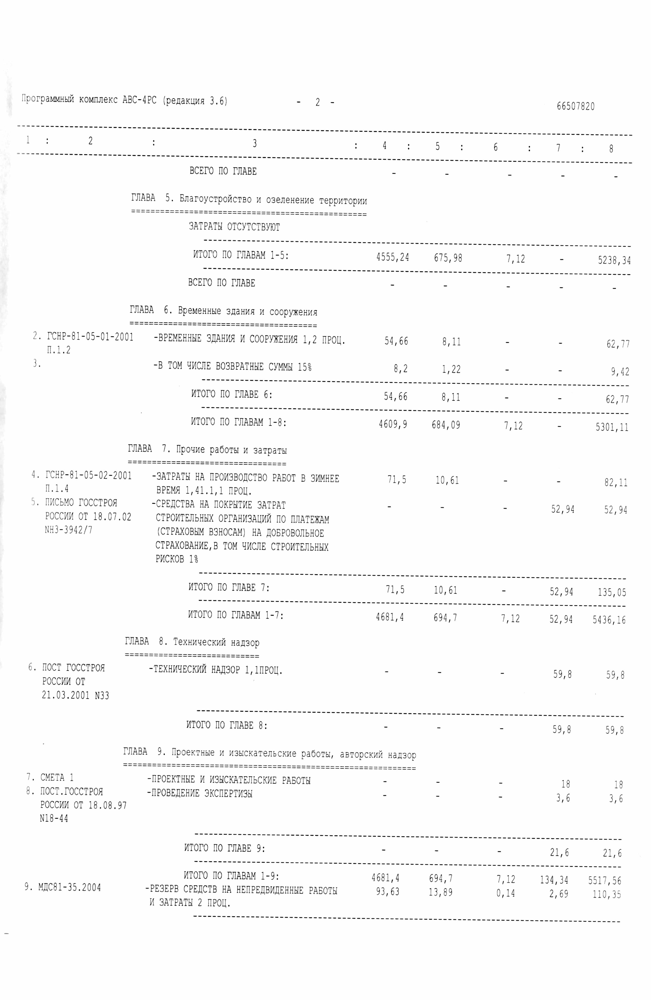 Программный комплекс АВС-4РС (редакция 3.6) - 2 - 66507820
1 : 2 : 3 : 4 : 5 : 6 : 7 : 8
ВСЕГО ПО ГЛАВЕ - - - - -
ГЛАВА 5. Благоустройство и озеленение территории
ЗАТРАТЫ ОТСУТСТВУЮТ
ИТОГО ПО ГЛАВАМ 1-5: 4555,24 675,98 7,12 - 5238,34
ВСЕГО ПО ГЛАВЕ - - - - -
ГЛАВА 6. Временные здания и сооружения
2. ГСНР-81-05-01-2001 -ВРЕМЕННЫЕ ЗДАНИЯ И СООРУЖЕНИЯ 1,2 ПРОЦ. 54,66 8,11 - - 62,77
П.1.2
3. -В ТОМ ЧИСЛЕ ВОЗВРАТНЫЕ СУММЫ 15% 8,2 1,22 - - 9,42
ИТОГО ПО ГЛАВЕ 6: 54,66 8,11 - - 62,77
ИТОГО ПО ГЛАВАМ 1-8: 4609,9 684,09 7,12 - 5301,11
ГЛАВА 7. Прочие работы и затраты
4. ГСНР-81-05-02-2001 -ЗАТРАТЫ НА ПРОИЗВОДСТВО РАБОТ В ЗИМНЕЕ 71,5 10,61 - - 82,11
П.1.4 ВРЕМЯ 1,41.1,1 ПРОЦ.
5. ПИСЬМО ГОССТРОЯ -СРЕДСТВА НА ПОКРЫТИЕ ЗАТРАТ - - - 52,94 52,94
РОССИИ ОТ 18.07.02 СТРОИТЕЛЬНЫХ ОРГАНИЗАЦИЙ ПО ПЛАТЕЖАМ
NНЗ-3942/7 (СТРАХОВЫМ ВЗНОСАМ) НА ДОБРОВОЛЬНОЕ
СТРАХОВАНИЕ,В ТОМ ЧИСЛЕ СТРОИТЕЛЬНЫХ
РИСКОВ 1%
ИТОГО ПО ГЛАВЕ 7: 71,5 10,61 - 52,94 135,05
ИТОГО ПО ГЛАВАМ 1-7: 4681,4 694,7 7,12 52,94 5436,16
ГЛАВА 8. Технический надзор
6. ПОСТ ГОССТРОЯ -ТЕХНИЧЕСКИЙ НАДЗОР 1,1ПРОЦ. - - - 59,8 59,8
РОССИИ ОТ
21.03.2001 N33
ИТОГО ПО ГЛАВЕ 8: - - - 59,8 59,8
ГЛАВА 9. Проектные и изыскательские работы, авторский надзор
7. СМЕТА 1 -ПРОЕКТНЫЕ И ИЗЫСКАТЕЛЬСКИЕ РАБОТЫ - - - 18 18
8. ПОСТ.ГОССТРОЯ -ПРОВЕДЕНИЕ ЭКСПЕРТИЗЫ - - - 3,6 3,6
РОССИИ ОТ 18.08.97
N18-44
ИТОГО ПО ГЛАВЕ 9: - - - 21,6 21,6
ИТОГО ПО ГЛАВАМ 1-9: 4681,4 694,7 7,12 134,34 5517,56
9. МДС81-35.2004 -РЕЗЕРВ СРЕДСТВ НА НЕПРЕДВИДЕННЫЕ РАБОТЫ 93,63 13,89 0,14 2,69 110,35
И ЗАТРАТЫ 2 ПРОЦ.